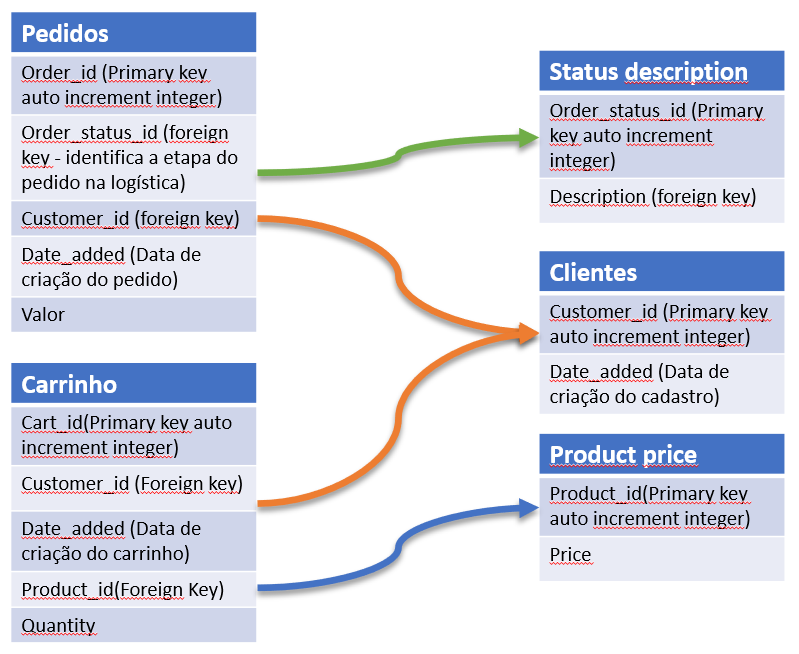 Pedidos
Order_id (Primary key
auto increment integer)
Order_status_id (foreign
key - identifica a etapa do
pedido na logística)
Customer_id (foreign key)
Date_added (Data de
criação do pedido)
Valor
Carrinho
Cart_id(Primary key auto
increment integer)
Customer_id (Foreign key)
Date_added (Data de
criação do carrinho)
Product_id(Foreign Key)
Quantity
Status description
Order_status_id (Primary
key auto increment
integer)
Description (foreign key)
Clientes
Customer_id (Primary key
auto increment integer)
Date_added (Data de
criação do cadastro)
Product price
Product_id(Primary key
auto increment integer)
Price